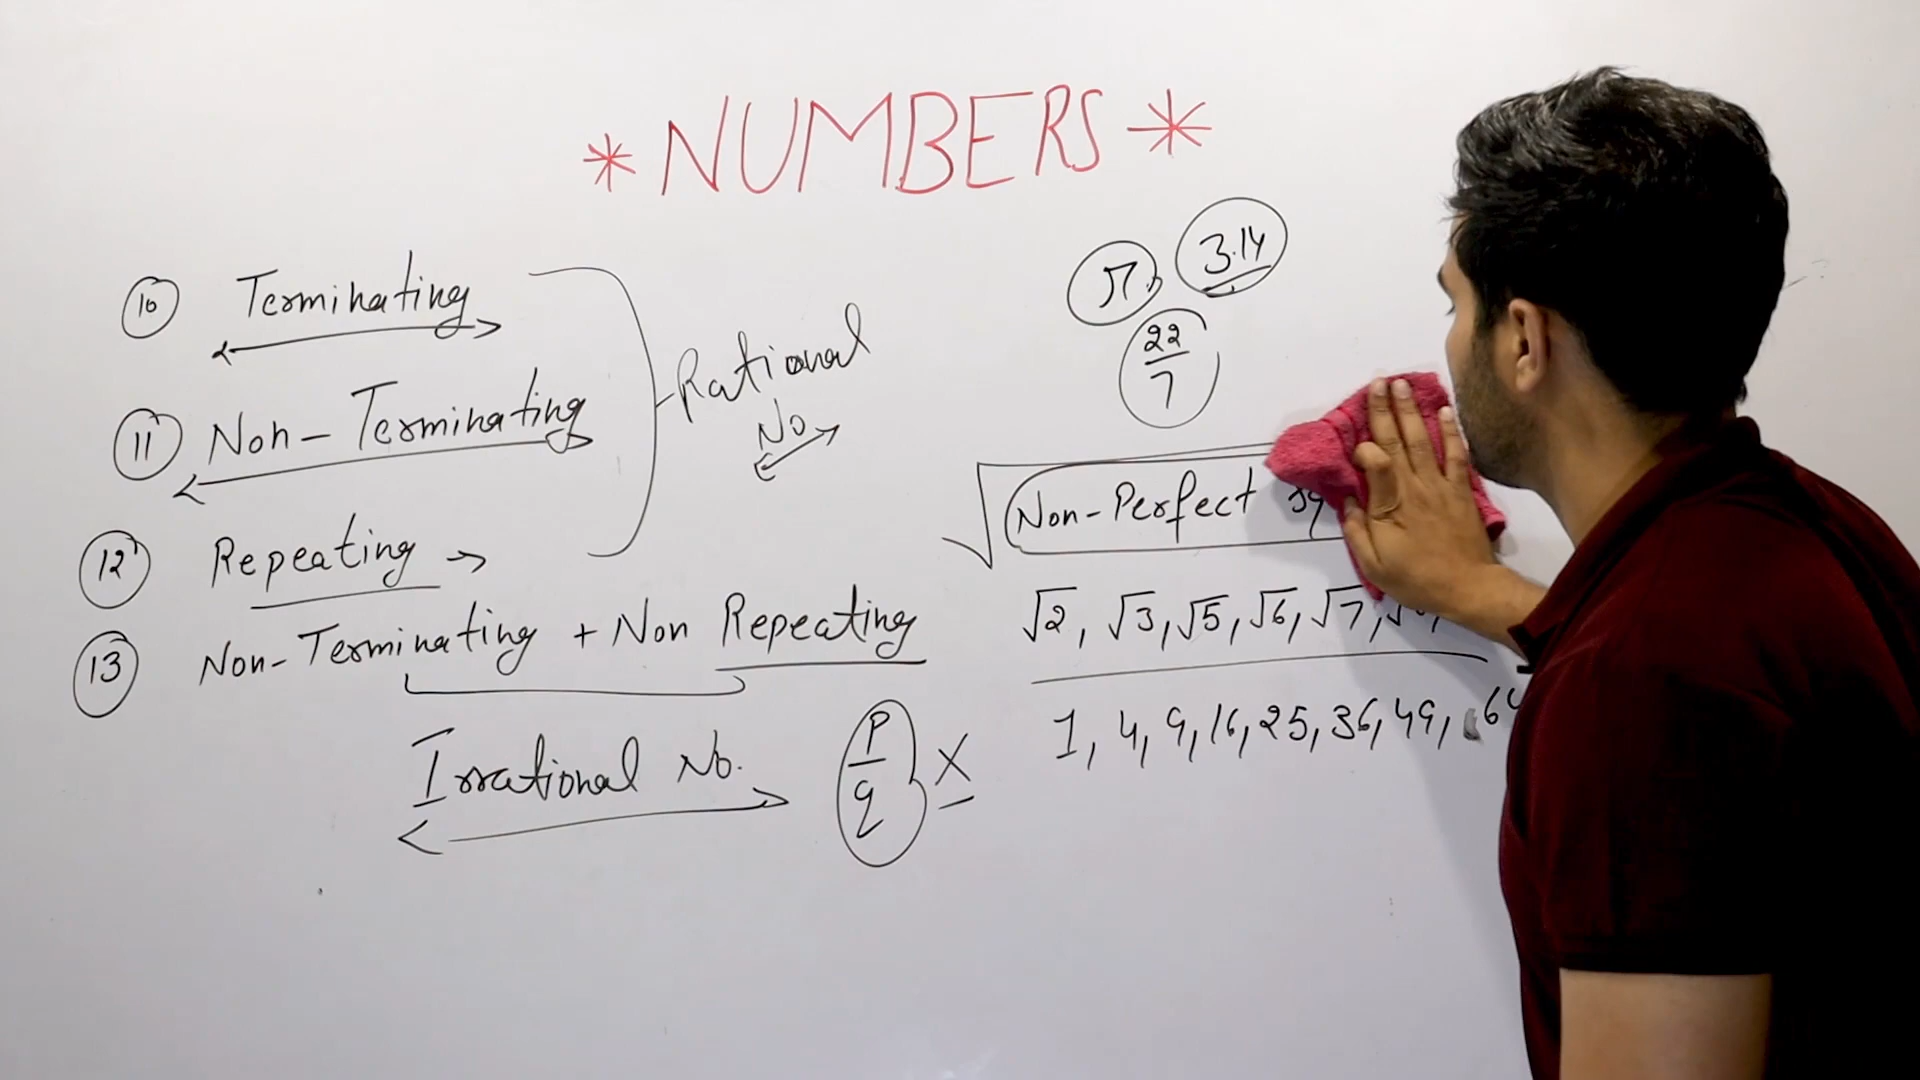 * NUMBERS *
10 Terminating
11 Non-Terminating
12 Repeating →
Rational
No
13 Non-Terminating + Non Repeating
Irrational No.
p/q X
π, 3.14
22/7
√ Non-Perfect
√2, √3, √5, √6, √7,
1, 4, 9, 16, 25, 36, 49, 64